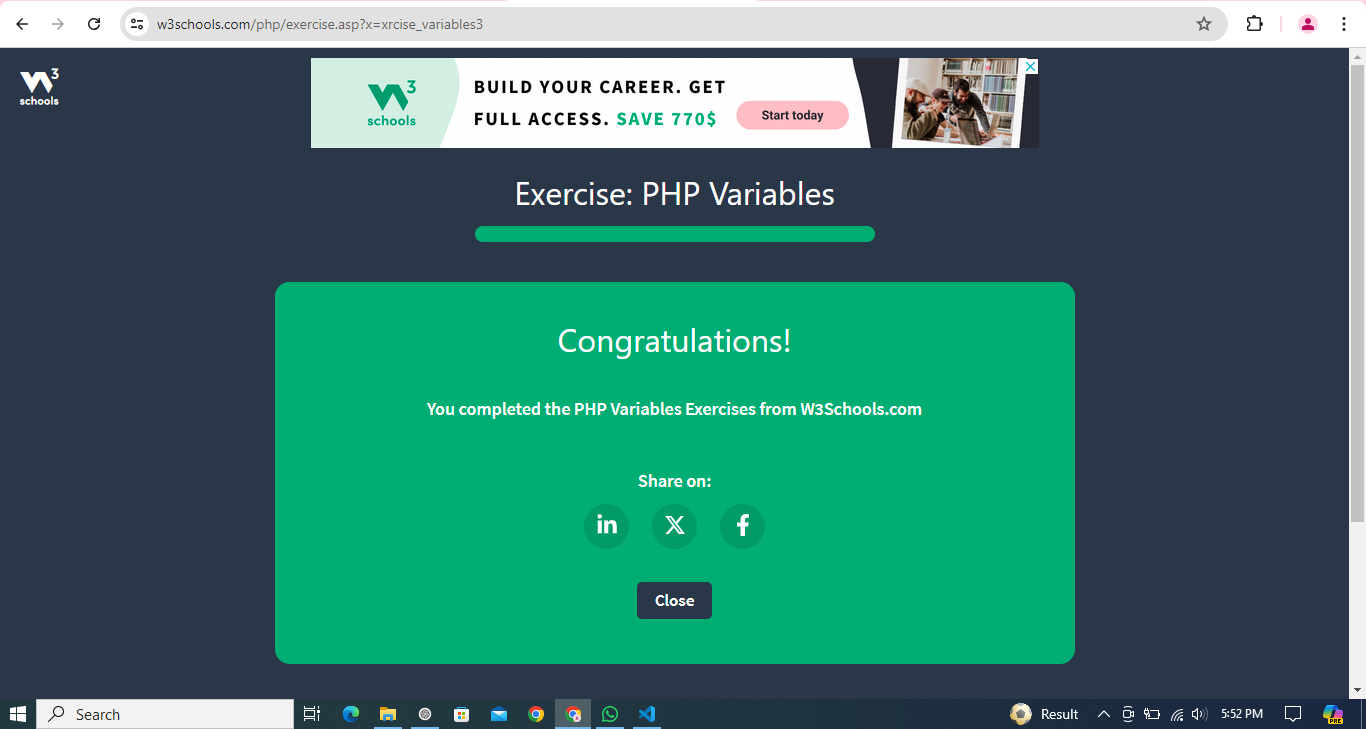 w3schools.com/php/exercise.asp?x=xrcise_variables3
W3
schools
W3
schools
BUILD YOUR CAREER. GET
FULL ACCESS. SAVE 770$
Start today
Exercise: PHP Variables
Congratulations!
You completed the PHP Variables Exercises from W3Schools.com
Share on:
in
X
f
Close
Search
Result
5:52 PM
PRE